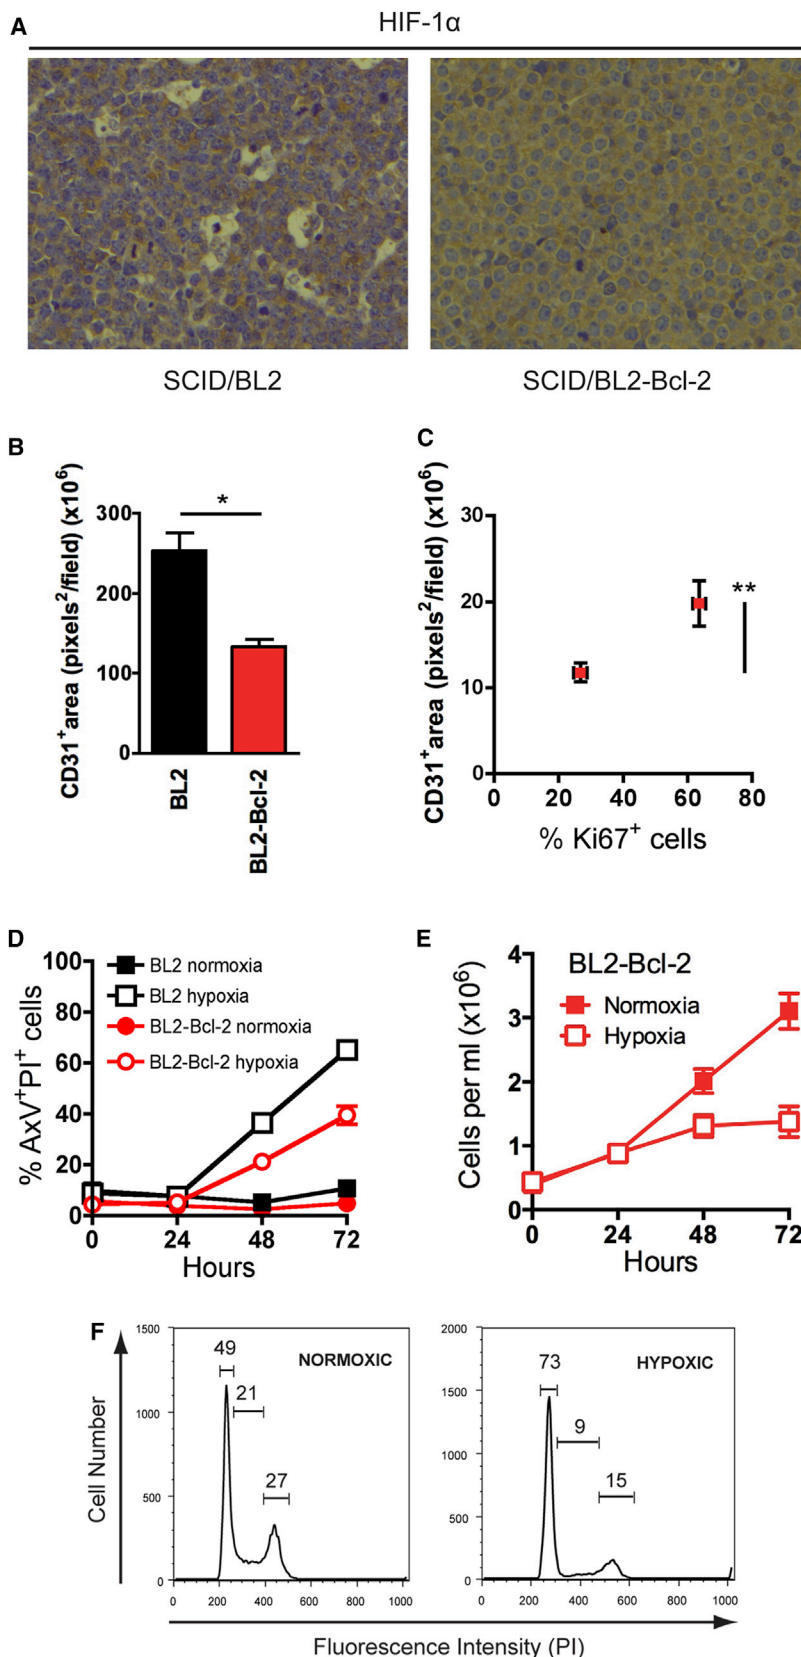 A
HIF-1α
SCID/BL2
SCID/BL2-Bcl-2
B
CD31⁺area (pixels²/field) (x10⁶)
300
200
100
0
*
BL2
BL2-Bcl-2
C
CD31⁺area (pixels²/field) (x10⁶)
30
20
10
0
**
0 20 40 60 80
% Ki67⁺ cells
D
% AxV⁺PI⁺ cells
100
80
60
40
20
0
BL2 normoxia
BL2 hypoxia
BL2-Bcl-2 normoxia
BL2-Bcl-2 hypoxia
0 24 48 72
Hours
E
Cells per ml (x10⁶)
4
3
2
1
0
BL2-Bcl-2
Normoxia
Hypoxia
0 24 48 72
Hours
F
Cell Number
1500
1000
500
0
49
21
27
NORMOXIC
0 200 400 600 800 1000
2000
1500
1000
500
0
73
9
15
HYPOXIC
0 200 400 600 800 1000
Fluorescence Intensity (PI)